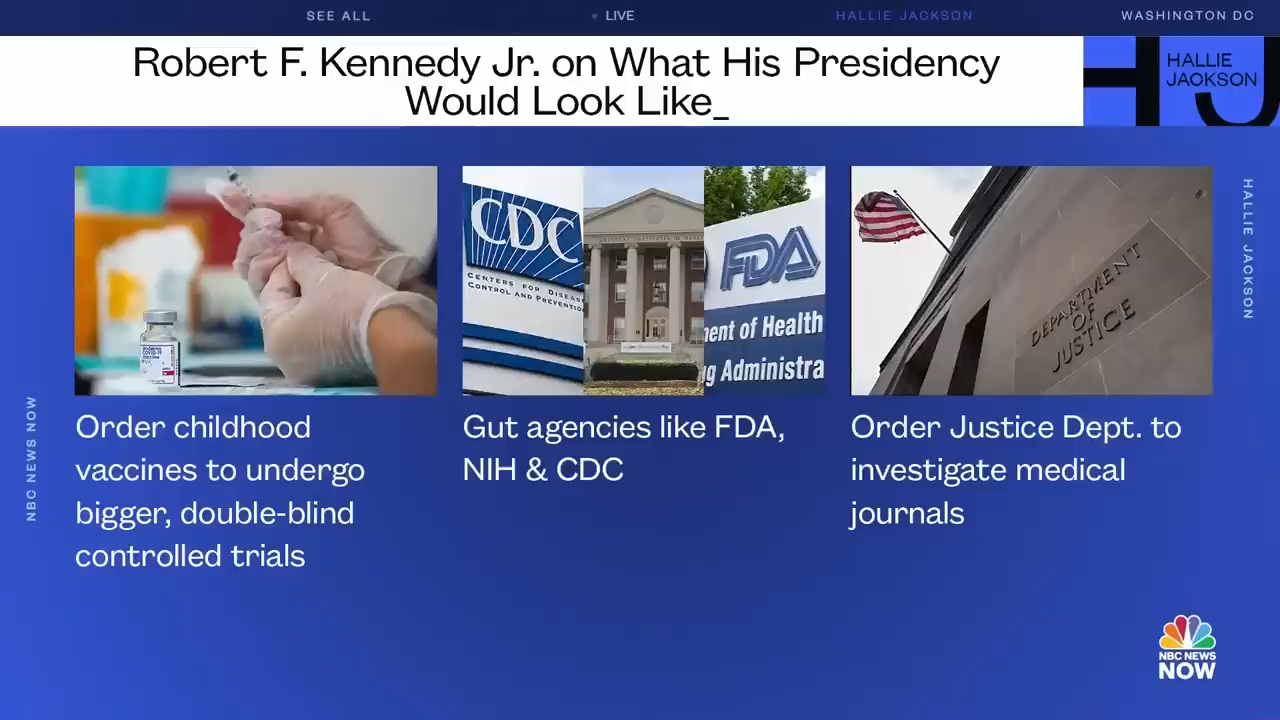 SEE ALL
LIVE
HALLIE JACKSON
WASHINGTON DC
Robert F. Kennedy Jr. on What His Presidency
Would Look Like_
HALLIE
JACKSON
HJ
CDC
CENTERS FOR DISEAS
CONTROL AND PREVENTIO
FDA
ent of Health
g Administra
DEPARTMENT
OF
JUSTICE
Order childhood
vaccines to undergo
bigger, double-blind
controlled trials
Gut agencies like FDA,
NIH & CDC
Order Justice Dept. to
investigate medical
journals
HALLIE JACKSON
NBC NEWS NOW
NBC NEWS
NOW